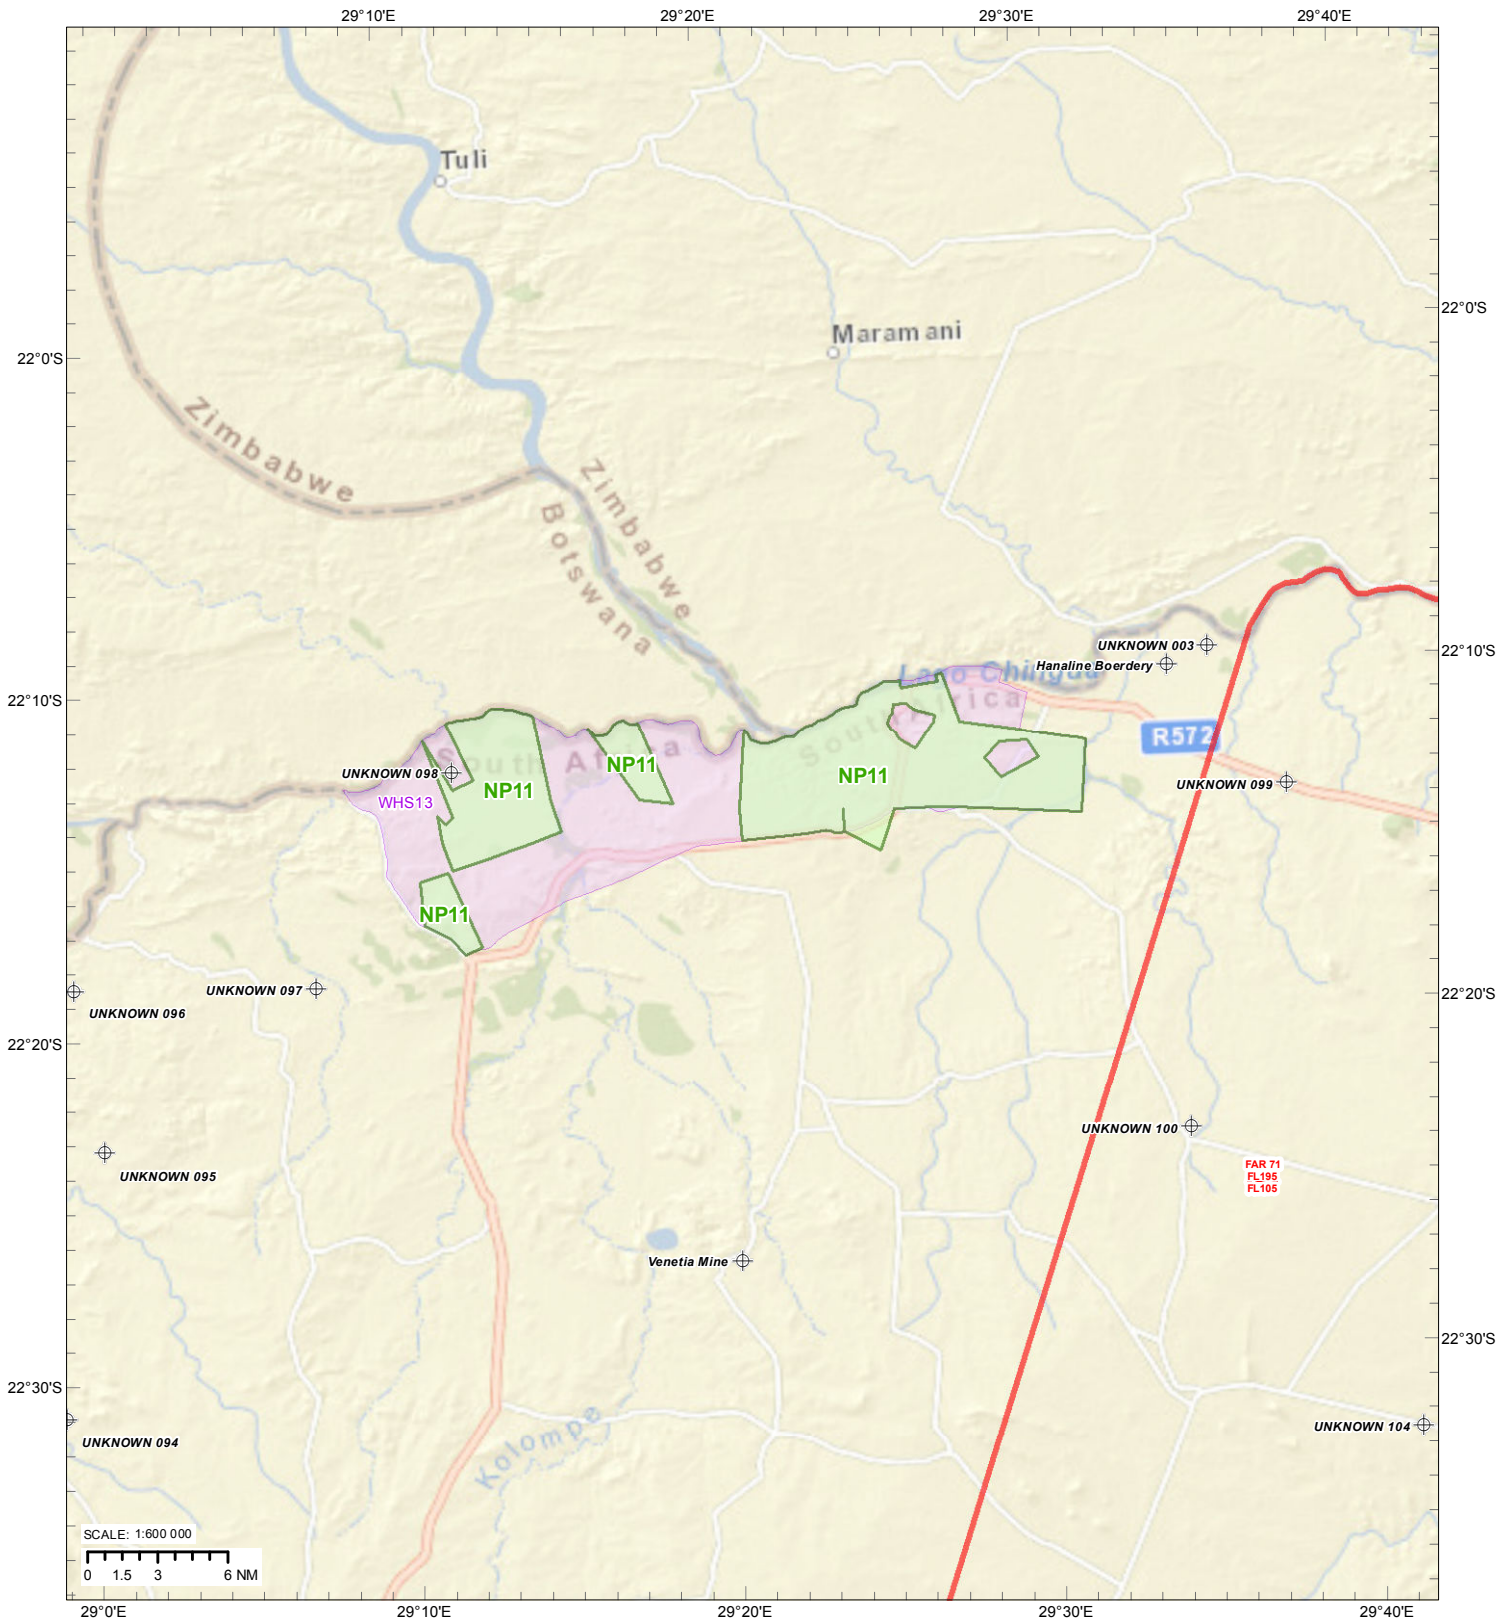 29°10'E
29°20'E
29°30'E
29°40'E
Tuli
22°0'S
Maramani
22°0'S
Zimbabwe
Zimbabwe
Botswana
UNKNOWN 003
22°10'S
Hanaline Boerdery
Lago Chingua
22°10'S
South Africa
South Africa
R572
NP11
NP11
NP11
UNKNOWN 098
UNKNOWN 099
WHS13
NP11
UNKNOWN 097
22°20'S
UNKNOWN 096
22°20'S
UNKNOWN 100
FAR 71
FL195
FL105
UNKNOWN 095
Venetia Mine
22°30'S
22°30'S
UNKNOWN 104
UNKNOWN 094
Kolompe
SCALE: 1:600 000
0 1.5 3 6 NM
29°0'E
29°10'E
29°20'E
29°30'E
29°40'E